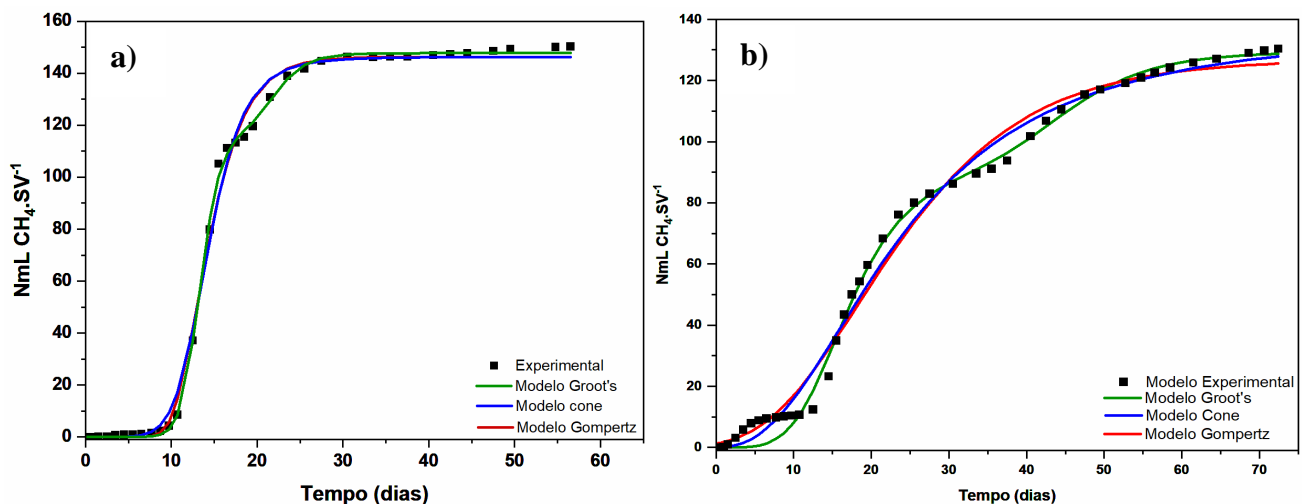 a)
160
140
120
100
80
60
40
20
0
NmL CH₄.SV⁻¹
0 10 20 30 40 50 60
Tempo (dias)
Experimental
Modelo Groot's
Modelo cone
Modelo Gompertz
b)
140
120
100
80
60
40
20
0
NmL CH₄.SV⁻¹
0 10 20 30 40 50 60 70
Tempo (dias)
Modelo Experimental
Modelo Groot's
Modelo Cone
Modelo Gompertz